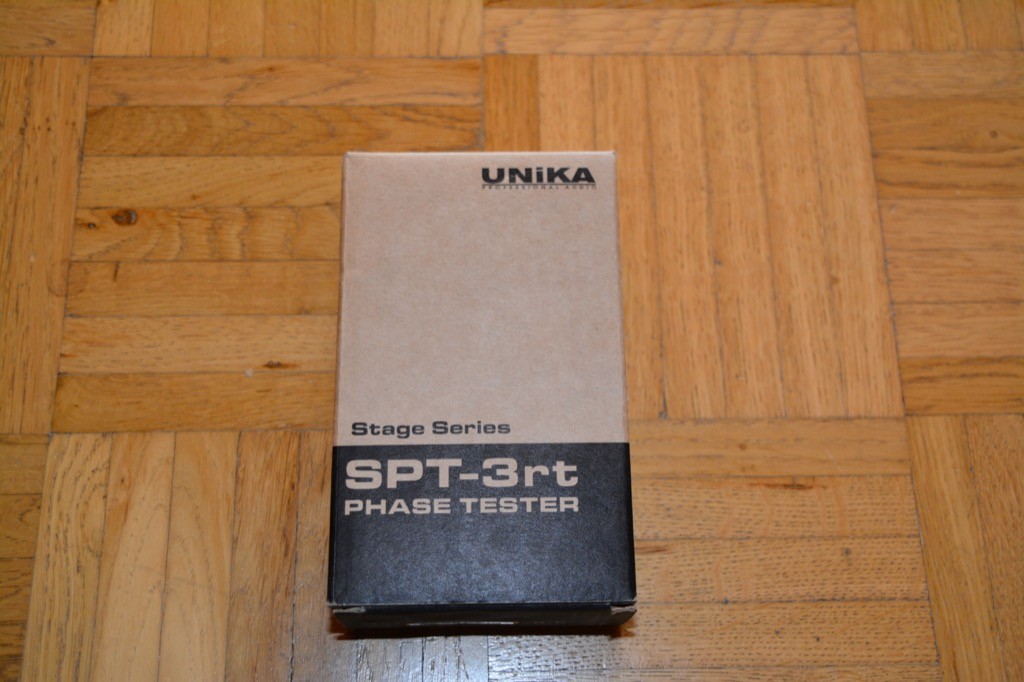 UNiKA
PROFESSIONAL AUDIO
Stage Series
SPT-3rt
PHASE TESTER